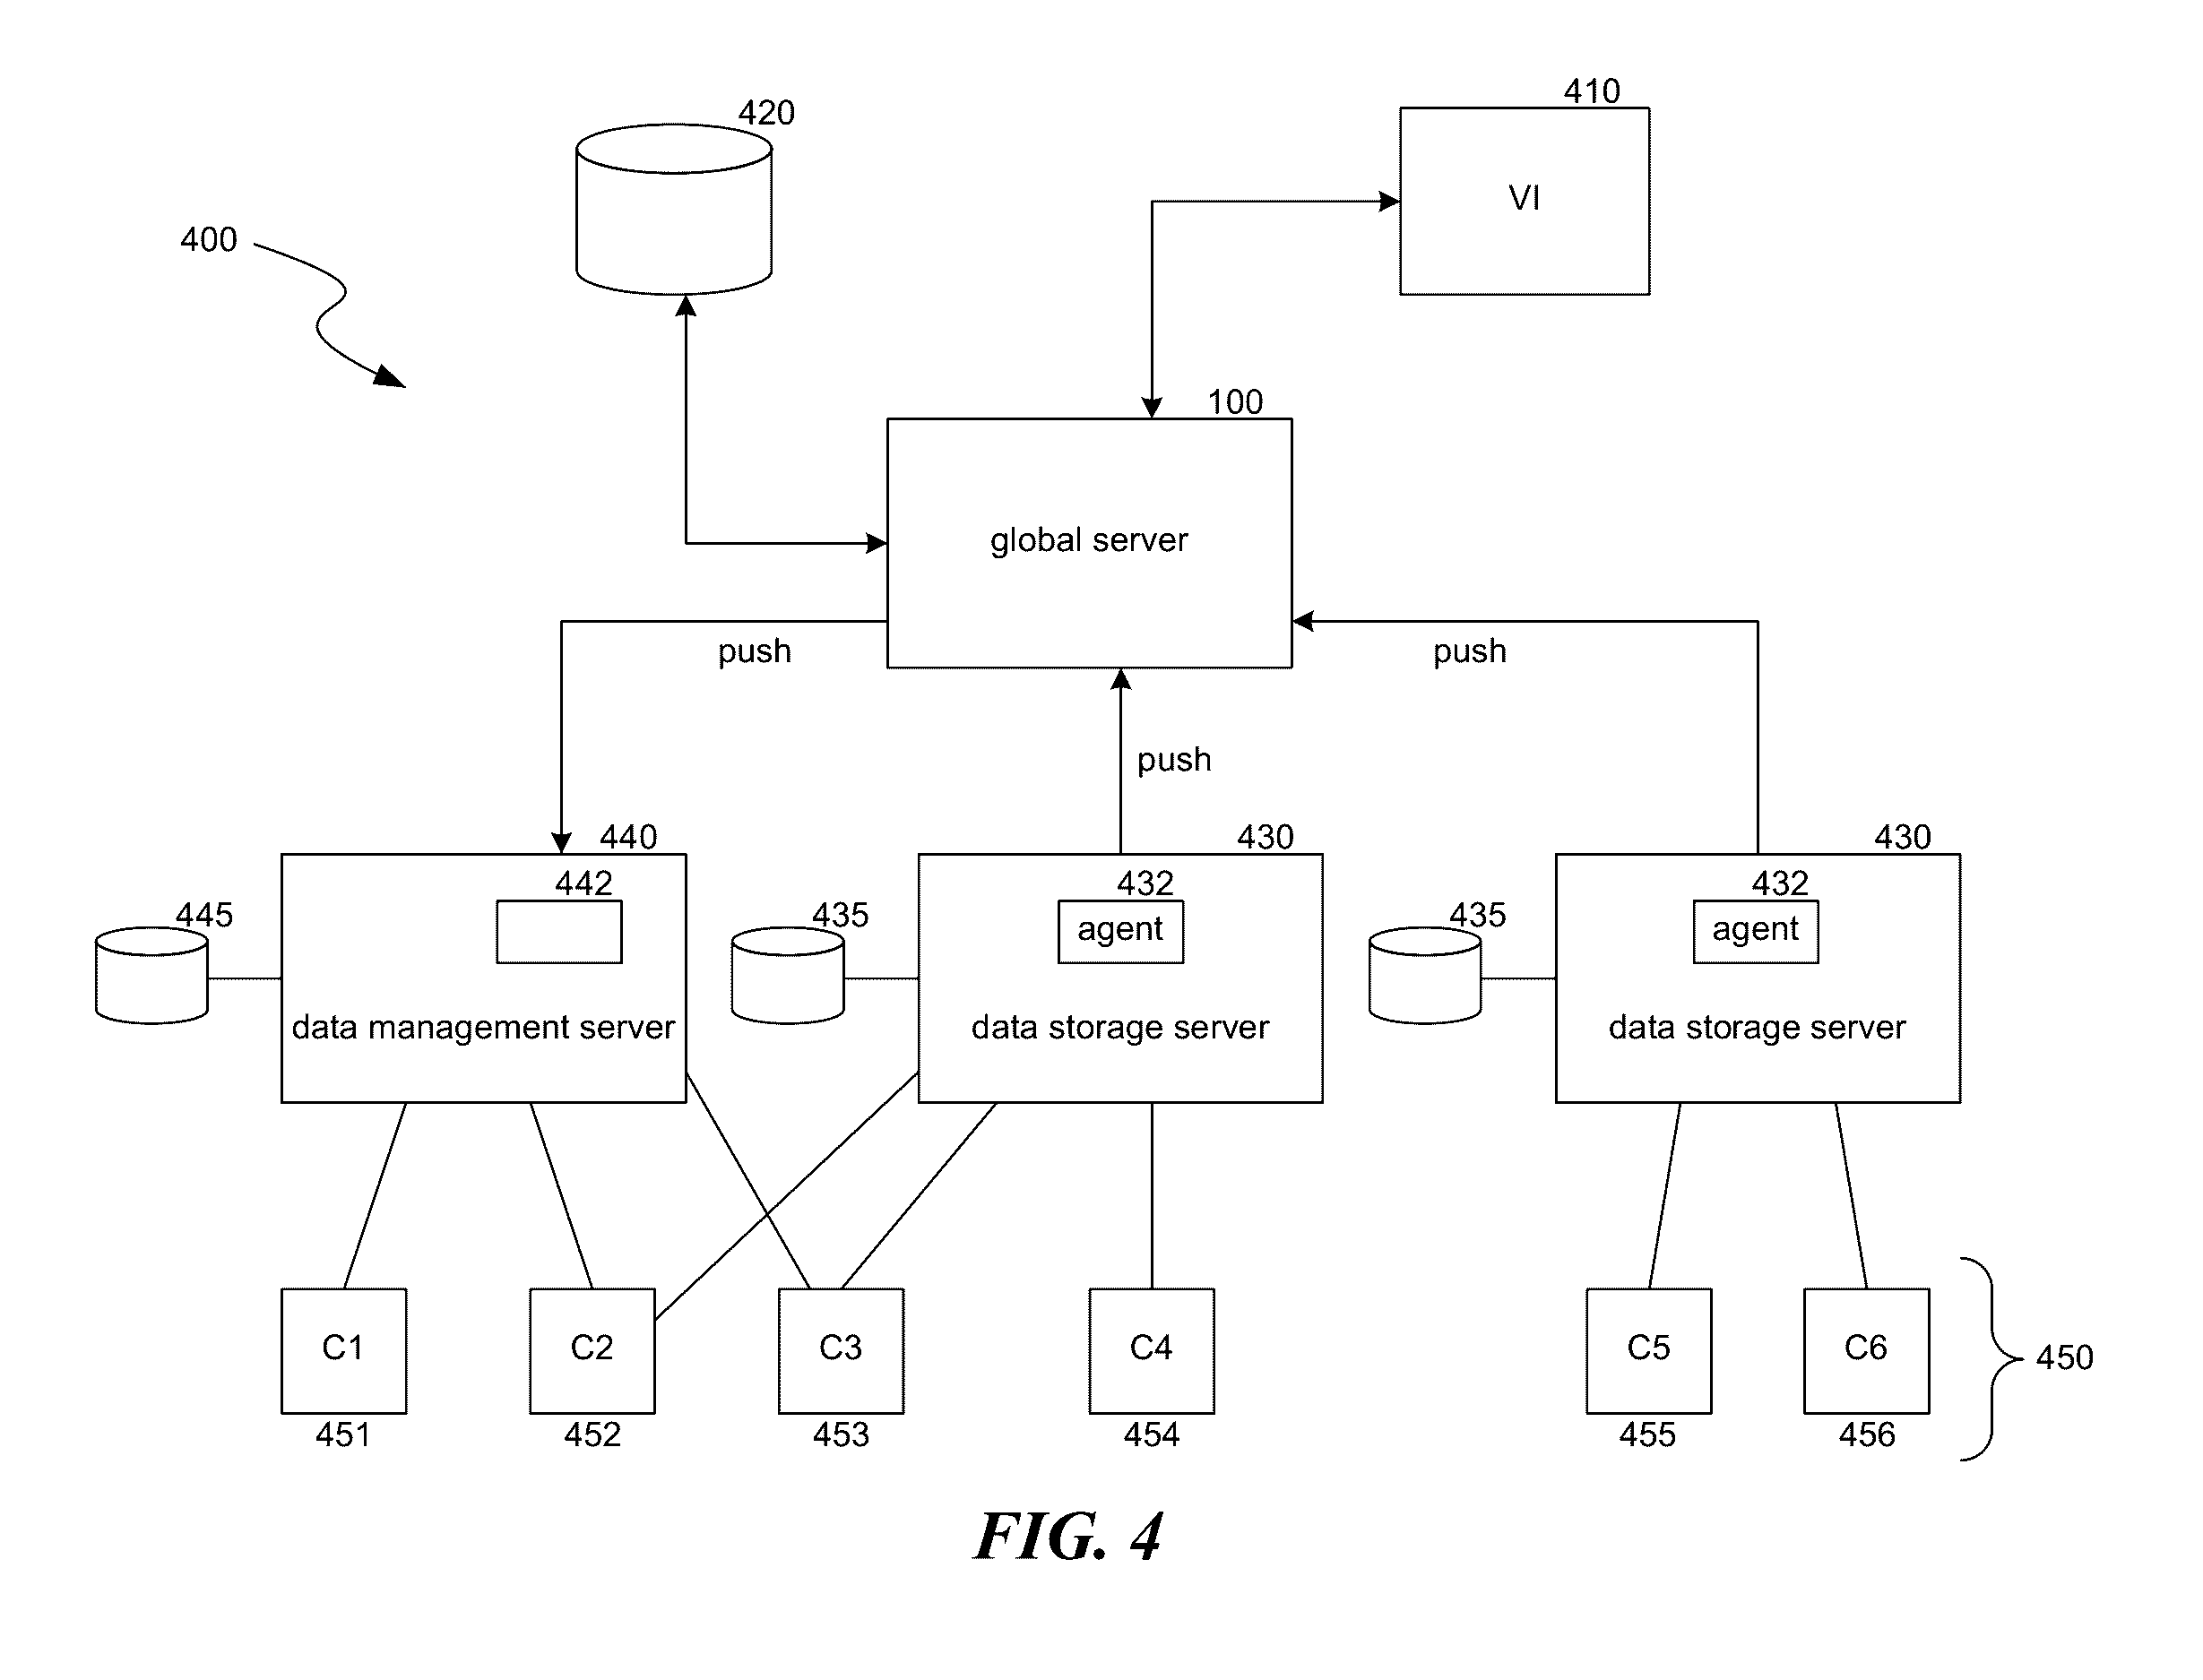 410
420
VI
400
100
global server
push
push
push
440
430
430
442
432
432
445
435
agent
435
agent
data management server
data storage server
data storage server
C1
C2
C3
C4
C5
C6
450
451
452
453
454
455
456
FIG. 4